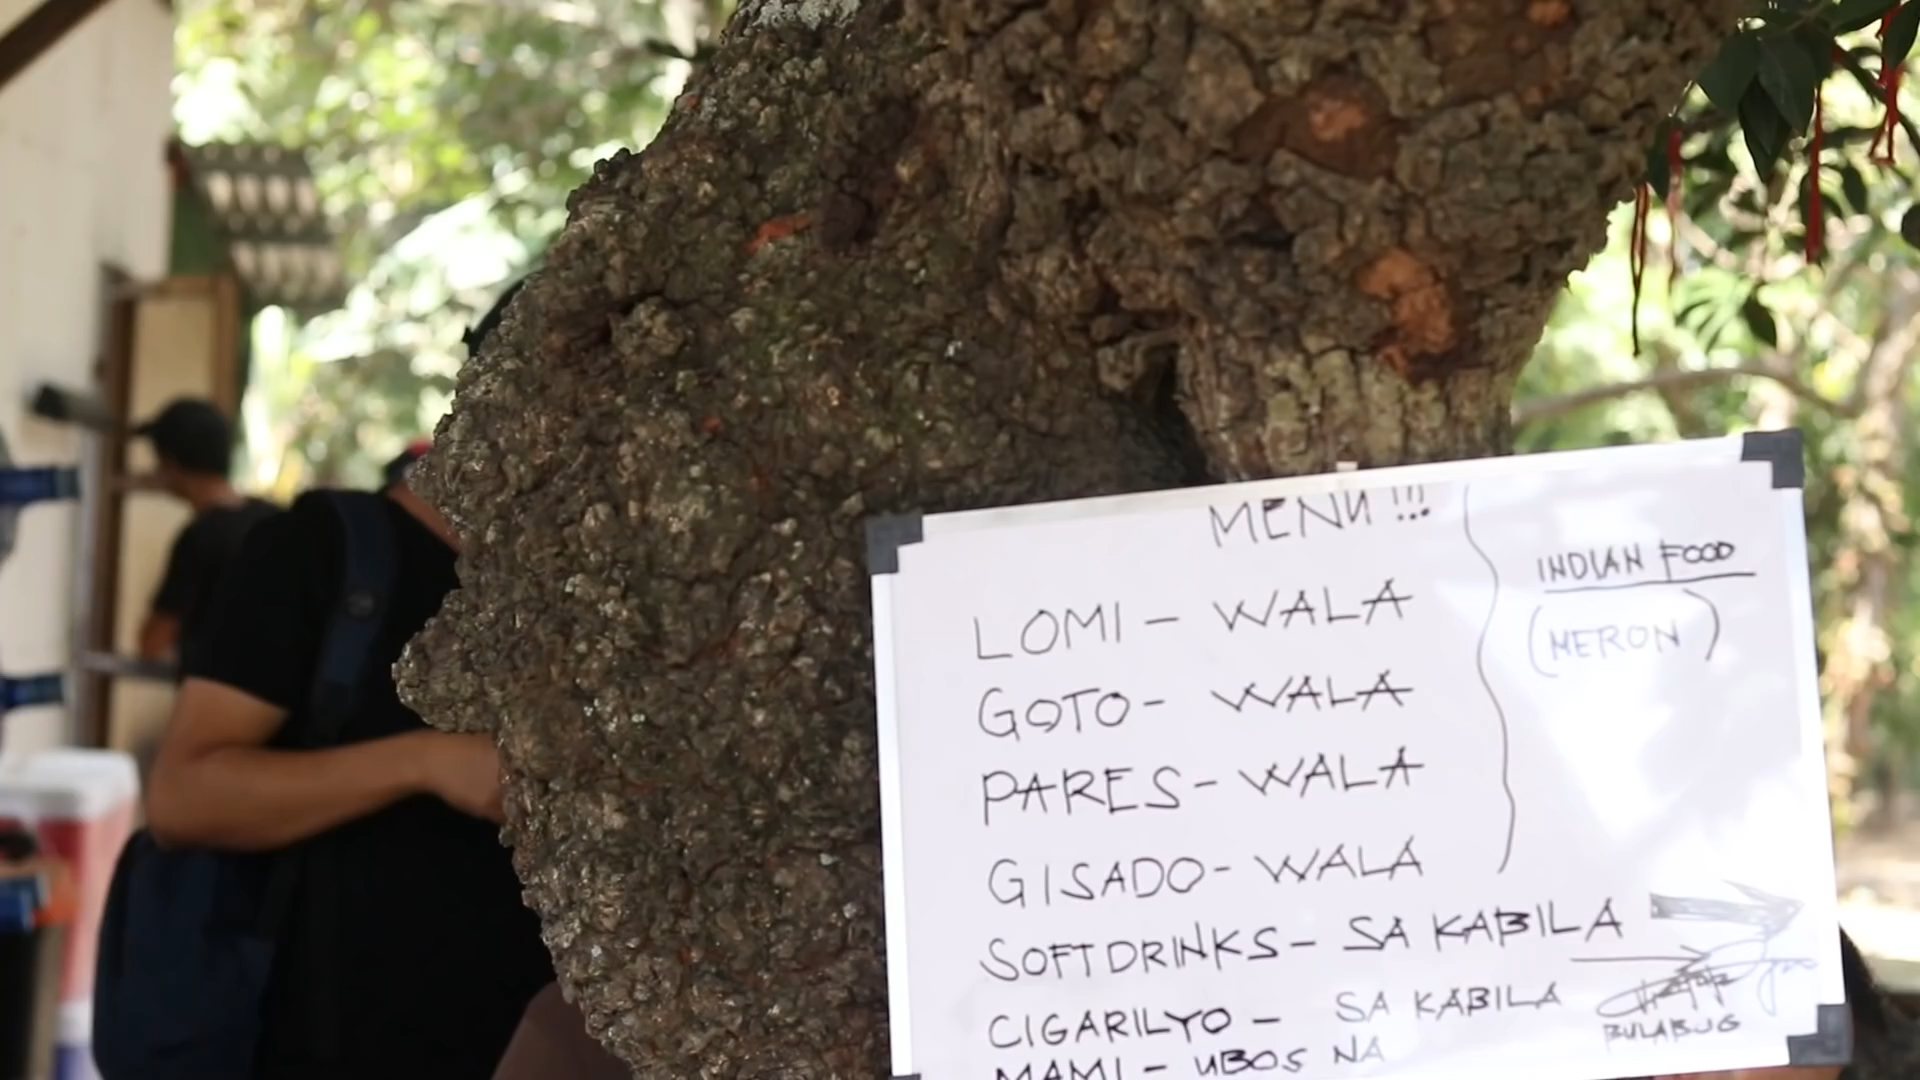 MENU !!!
LOMI - WALA
GOTO - WALA
PARES - WALA
GISADO - WALA
SOFTDRINKS - SA KABILA
CIGARILYO - SA KABILA
MAMI - UBOS NA
INDIAN FOOD
(MERON)
BULABUG